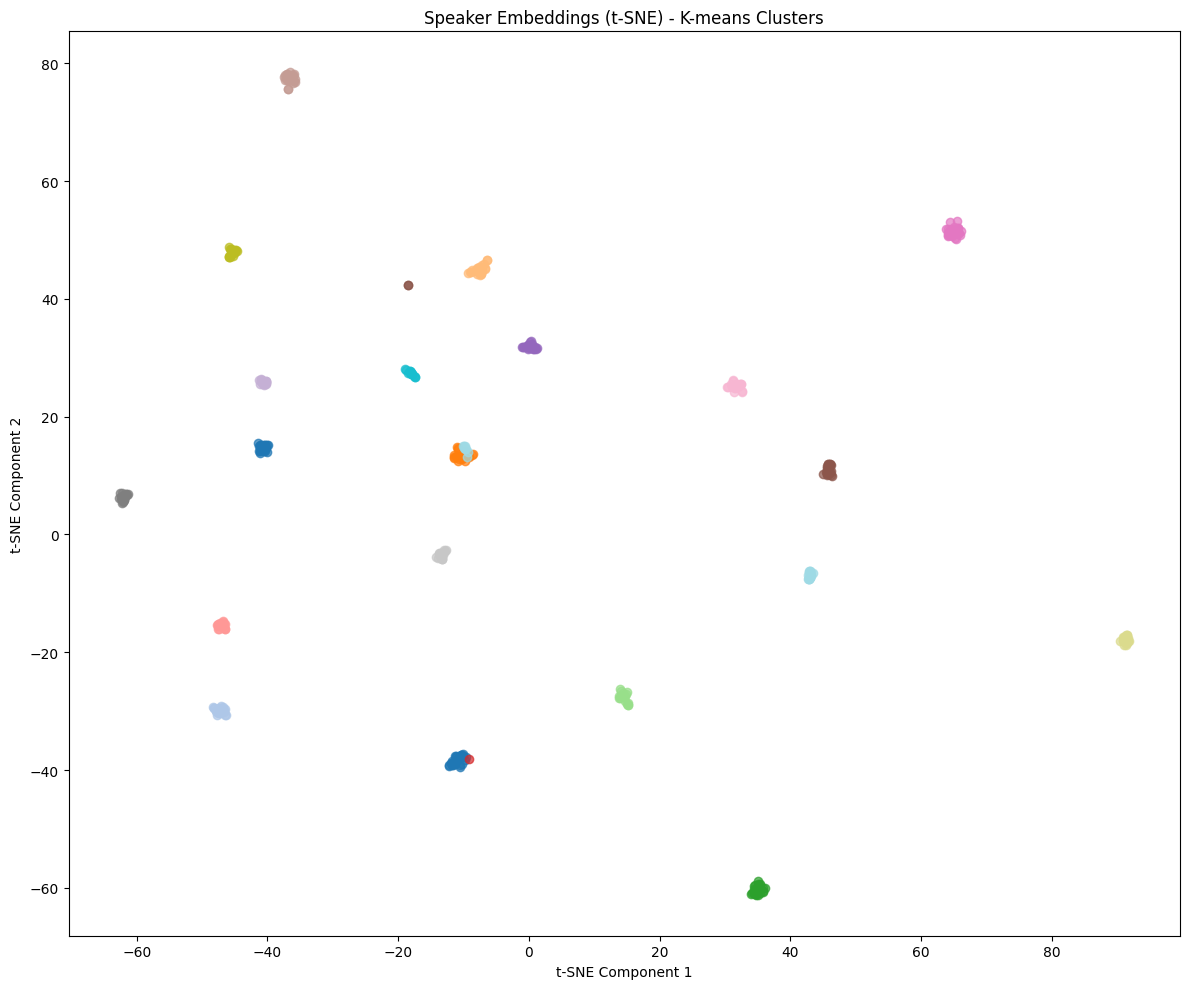 Speaker Embeddings (t-SNE) - K-means Clusters
80
60
40
20
0
−20
−40
−60
t-SNE Component 2
−60 −40 −20 0 20 40 60 80
t-SNE Component 1